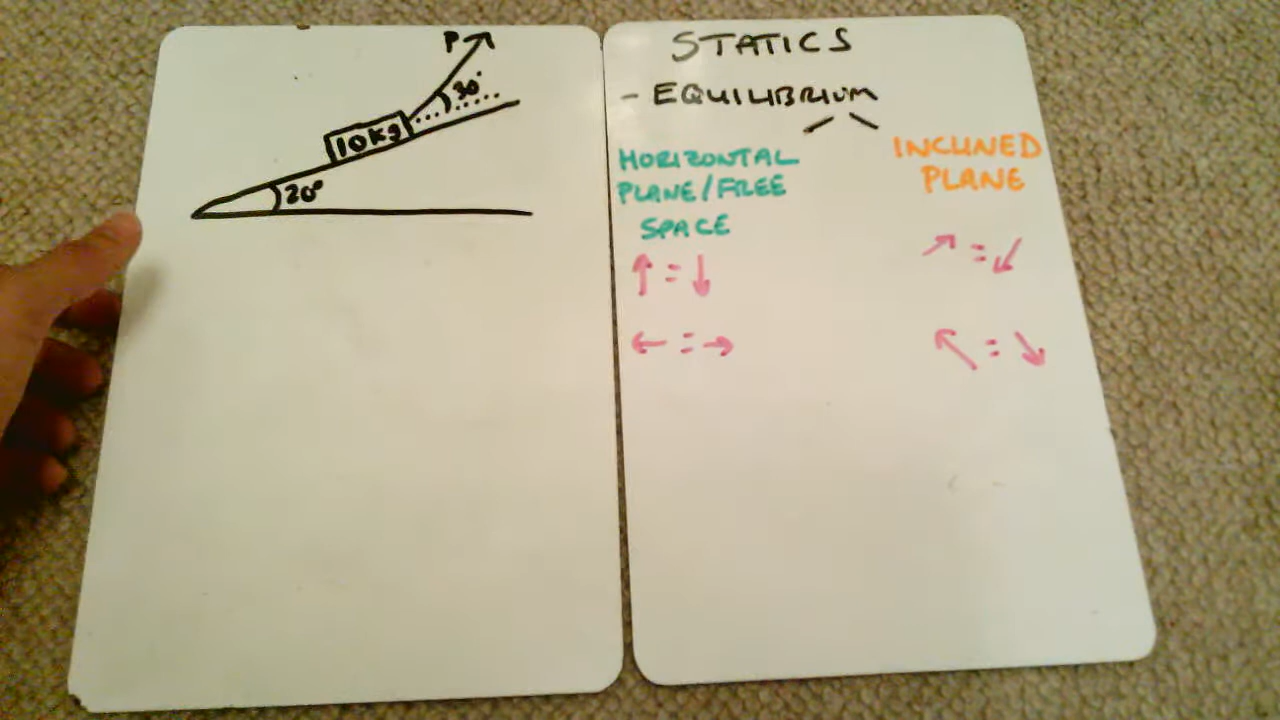 P
30°
10kg
20°
STATICS
- EQUILIBRIUM
HORIZONTAL
PLANE/FREE
SPACE
↑ = ↓
← = →
INCLINED
PLANE
↗ = ↙
↖ = ↘